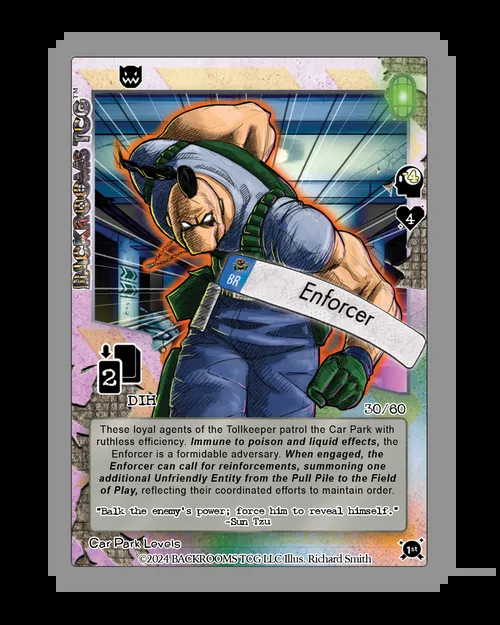 BACKROOMS TCG™
4
4
BR
Enforcer
2
DIH
30/60
These loyal agents of the Tollkeeper patrol the Car Park with
ruthless efficiency. Immune to poison and liquid effects, the
Enforcer is a formidable adversary. When engaged, the
Enforcer can call for reinforcements, summoning one
additional Unfriendly Entity from the Pull Pile to the Field
of Play, reflecting their coordinated efforts to maintain order.
"Balk the enemy's power; force him to reveal himself."
-Sun Tzu
Car Park Levels
©2024 BACKROOMS TCG LLC Illus. Richard Smith
1st